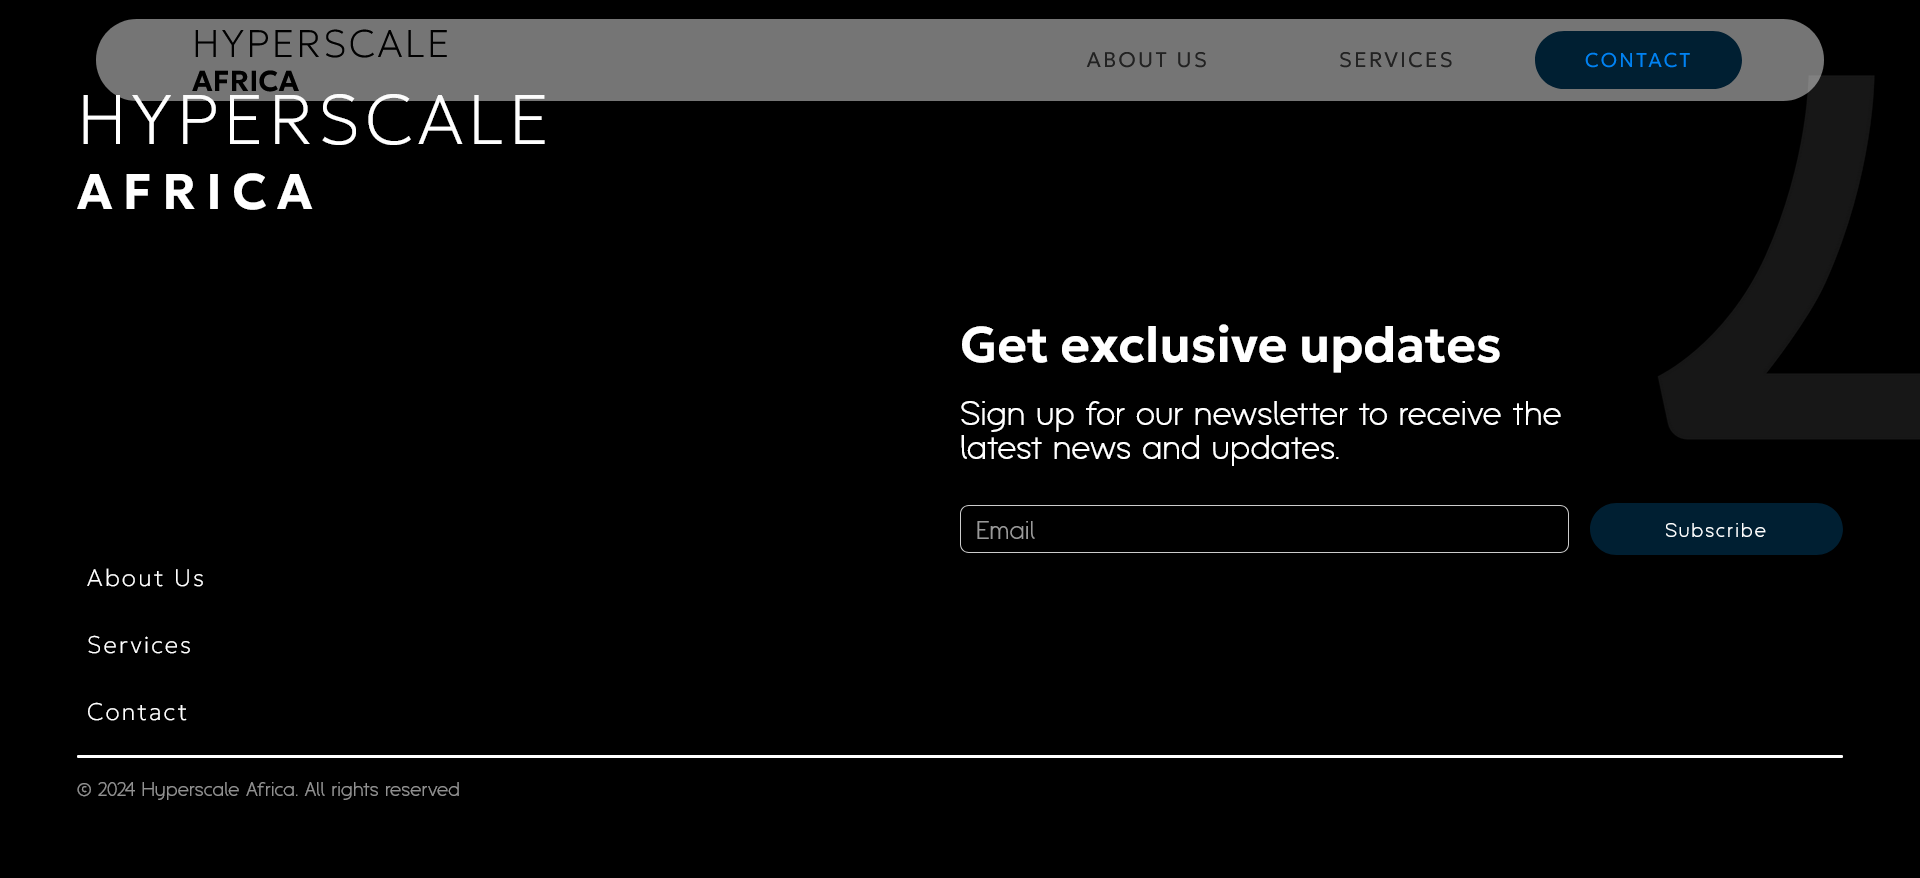 HYPERSCALE
AFRICA
ABOUT US
SERVICES
CONTACT
HYPERSCALE
AFRICA
Get exclusive updates
Sign up for our newsletter to receive the
latest news and updates.
Email
Subscribe
About Us
Services
Contact
© 2024 Hyperscale Africa. All rights reserved